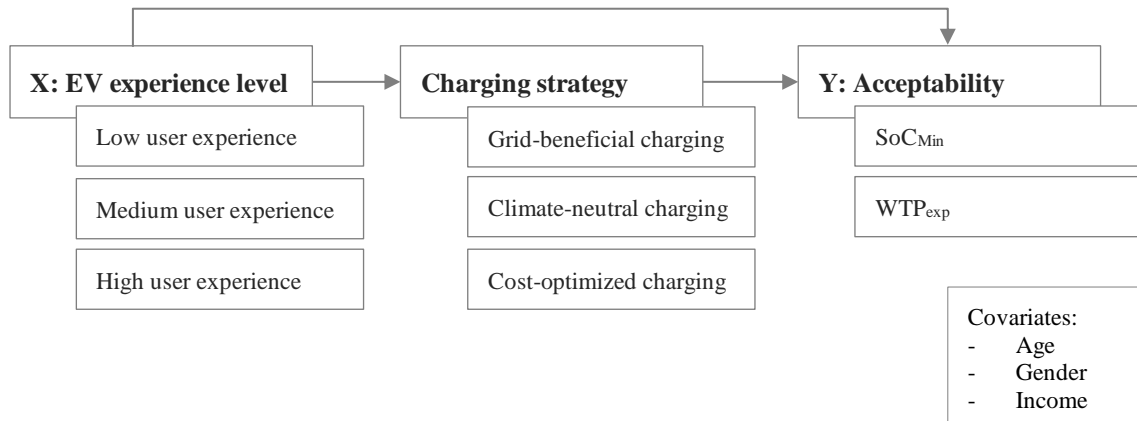 X: EV experience level
Charging strategy
Y: Acceptability
Low user experience
Grid-beneficial charging
SoCMin
Medium user experience
Climate-neutral charging
WTPexp
High user experience
Cost-optimized charging
Covariates:
- Age
- Gender
- Income